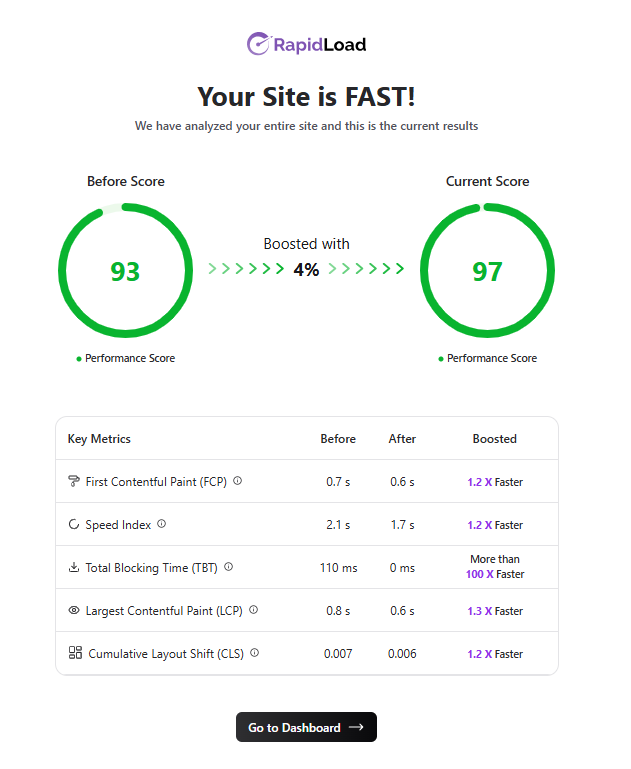 RapidLoad
Your Site is FAST!
We have analyzed your entire site and this is the current results
Before Score
Current Score
93
Boosted with
4%
97
Performance Score
Performance Score
Key Metrics Before After Boosted
First Contentful Paint (FCP) 0.7 s 0.6 s 1.2 X Faster
Speed Index 2.1 s 1.7 s 1.2 X Faster
Total Blocking Time (TBT) 110 ms 0 ms More than
100 X Faster
Largest Contentful Paint (LCP) 0.8 s 0.6 s 1.3 X Faster
Cumulative Layout Shift (CLS) 0.007 0.006 1.2 X Faster
Go to Dashboard